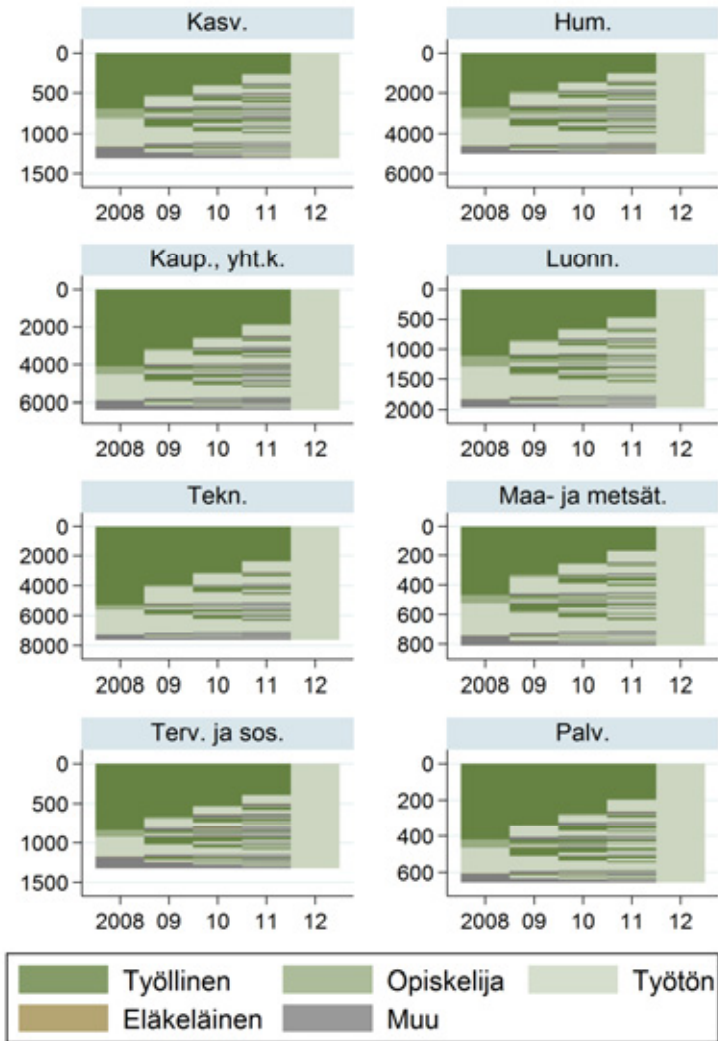 Kasv.
0
500
1000
1500
2008 09 10 11 12
Hum.
0
2000
4000
6000
2008 09 10 11 12
Kaup., yht.k.
0
2000
4000
6000
2008 09 10 11 12
Luonn.
0
500
1000
1500
2000
2008 09 10 11 12
Tekn.
0
2000
4000
6000
8000
2008 09 10 11 12
Maa- ja metsät.
0
200
400
600
800
2008 09 10 11 12
Terv. ja sos.
0
500
1000
1500
2008 09 10 11 12
Palv.
0
200
400
600
2008 09 10 11 12
Työllinen Opiskelija Työtön
Eläkeläinen Muu